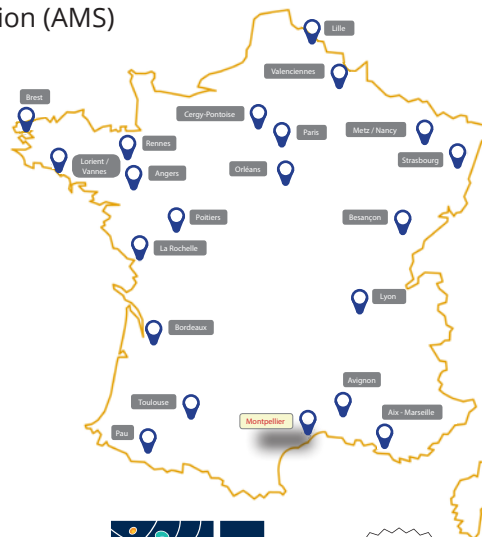 ion (AMS)
Lille
Valenciennes
Brest
Cergy-Pontoise
Paris
Metz / Nancy
Rennes
Strasbourg
Lorient /
Vannes
Angers
Orléans
Poitiers
Besançon
La Rochelle
Lyon
Bordeaux
Avignon
Toulouse
Aix - Marseille
Montpellier
Pau